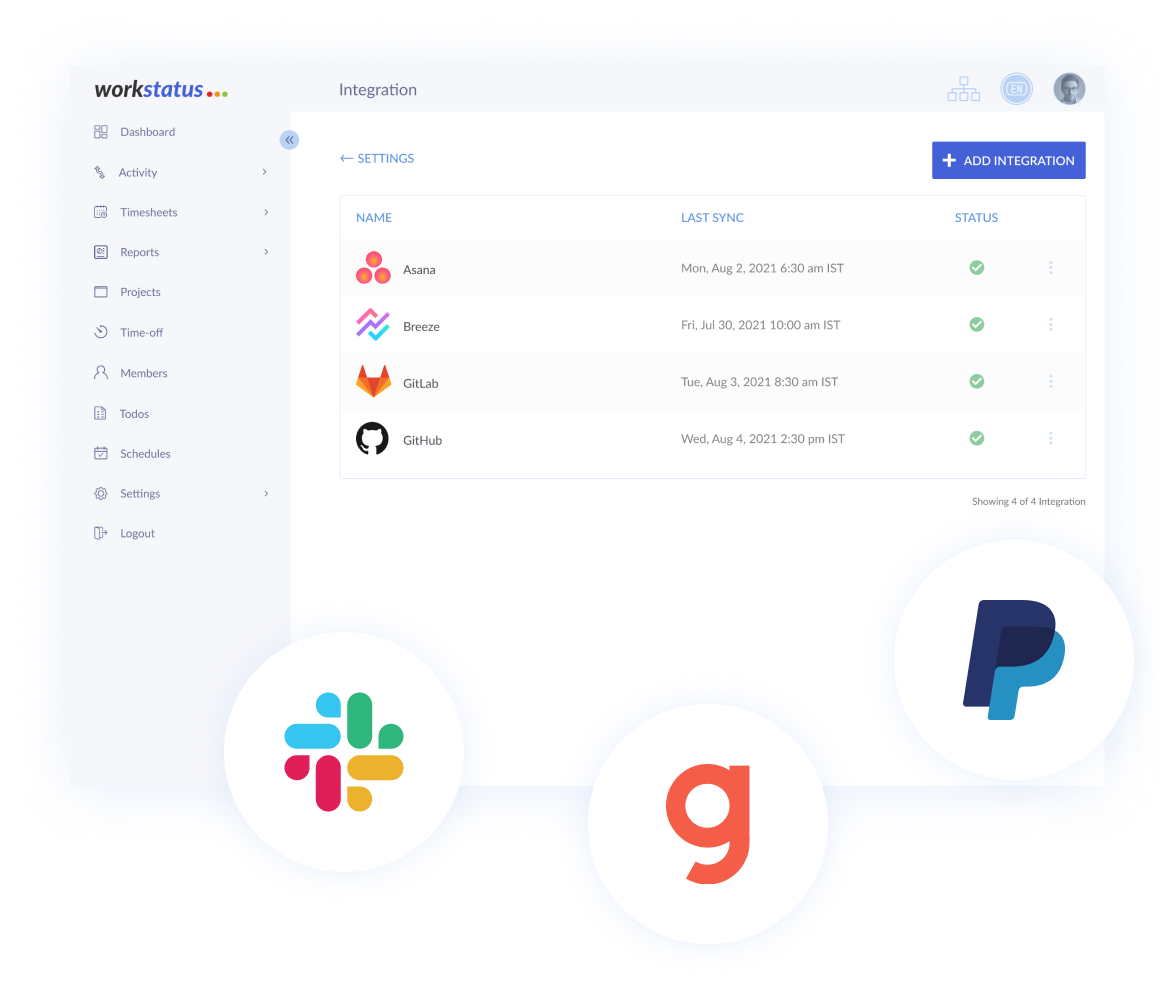 workstatus
Integration
EN
Dashboard
Activity
Timesheets
Reports
Projects
Time-off
Members
Todos
Schedules
Settings
Logout
← SETTINGS
+ ADD INTEGRATION
NAME LAST SYNC STATUS
Asana Mon, Aug 2, 2021 6:30 am IST
Breeze Fri, Jul 30, 2021 10:00 am IST
GitLab Tue, Aug 3, 2021 8:30 am IST
GitHub Wed, Aug 4, 2021 2:30 pm IST
Showing 4 of 4 Integration
g